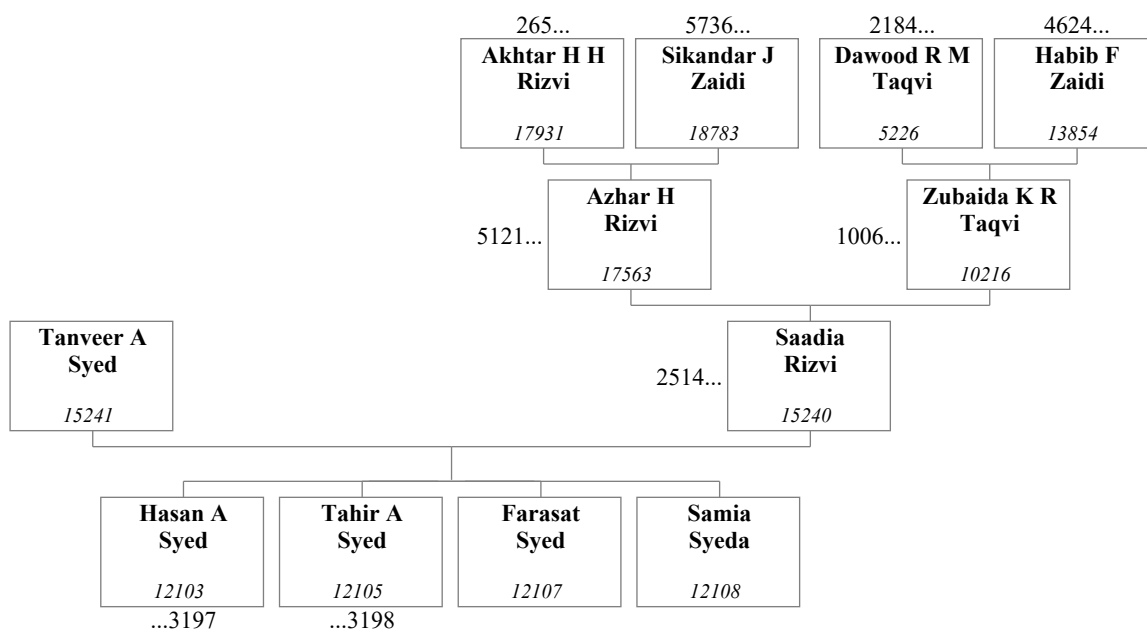 265...
5736...
2184...
4624...
Akhtar H H
Rizvi
17931
Sikandar J
Zaidi
18783
Dawood R M
Taqvi
5226
Habib F
Zaidi
13854
5121...
Azhar H
Rizvi
17563
1006...
Zubaida K R
Taqvi
10216
Tanveer A
Syed
15241
2514...
Saadia
Rizvi
15240
Hasan A
Syed
12103
...3197
Tahir A
Syed
12105
...3198
Farasat
Syed
12107
Samia
Syeda
12108